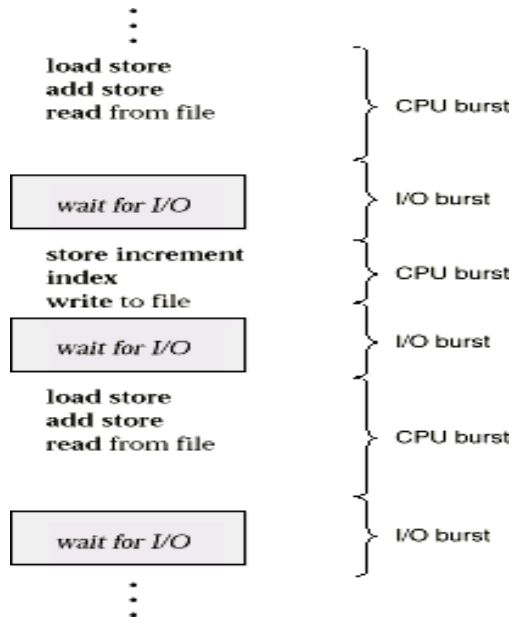 load store
add store
read from file
CPU burst
wait for I/O
I/O burst
store increment
index
write to file
CPU burst
wait for I/O
I/O burst
load store
add store
read from file
CPU burst
wait for I/O
I/O burst